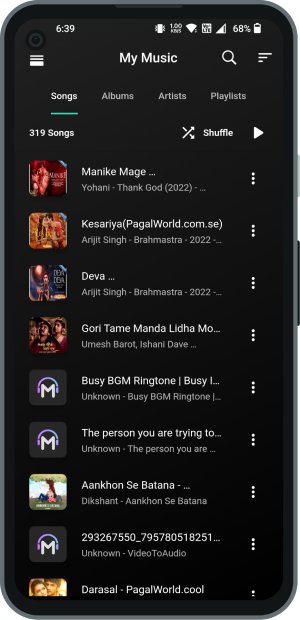 6:39
1.00
KB/S
68%
My Music
Songs
Albums
Artists
Playlists
319 Songs
Shuffle
Manike Mage ...
Yohani - Thank God (2022) - ...
Kesariya(PagalWorld.com.se)
Arijit Singh - Brahmastra - 2022 -...
Deva ...
Arijit Singh - Brahmastra - 2022 -...
Gori Tame Manda Lidha Mo...
Umesh Barot, Ishani Dave ...
Busy BGM Ringtone | Busy I...
Unknown - Busy BGM Ringtone |...
The person you are trying to...
Unknown - The person you are ...
Aankhon Se Batana - ...
Dikshant - Aankhon Se Batana
293267550_795780518251...
Unknown - VideoToAudio
Darasal - PagalWorld.cool